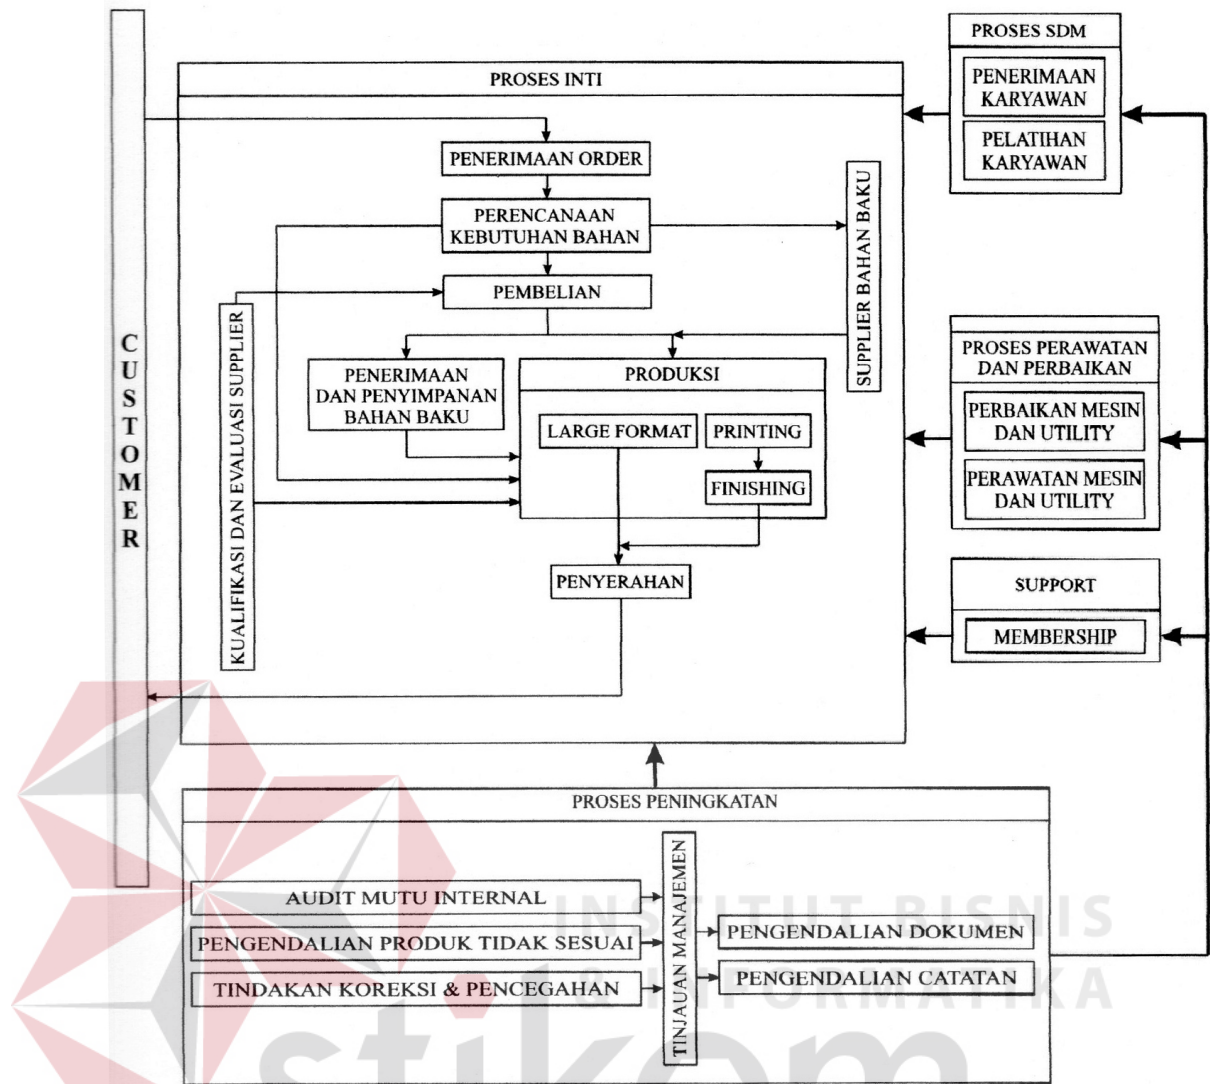 CUSTOMER
PROSES INTI
PENERIMAAN ORDER
PERENCANAAN
KEBUTUHAN BAHAN
PEMBELIAN
KUALIFIKASI DAN EVALUASI SUPPLIER
SUPPLIER BAHAN BAKU
PENERIMAAN
DAN PENYIMPANAN
BAHAN BAKU
PRODUKSI
LARGE FORMAT
PRINTING
FINISHING
PENYERAHAN
PROSES SDM
PENERIMAAN
KARYAWAN
PELATIHAN
KARYAWAN
PROSES PERAWATAN
DAN PERBAIKAN
PERBAIKAN MESIN
DAN UTILITY
PERAWATAN MESIN
DAN UTILITY
SUPPORT
MEMBERSHIP
PROSES PENINGKATAN
AUDIT MUTU INTERNAL
PENGENDALIAN PRODUK TIDAK SESUAI
TINDAKAN KOREKSI & PENCEGAHAN
TINJAUAN MANAJEMEN
PENGENDALIAN DOKUMEN
PENGENDALIAN CATATAN
INSTITUT BISNIS
& INFORMATIKA
stikom